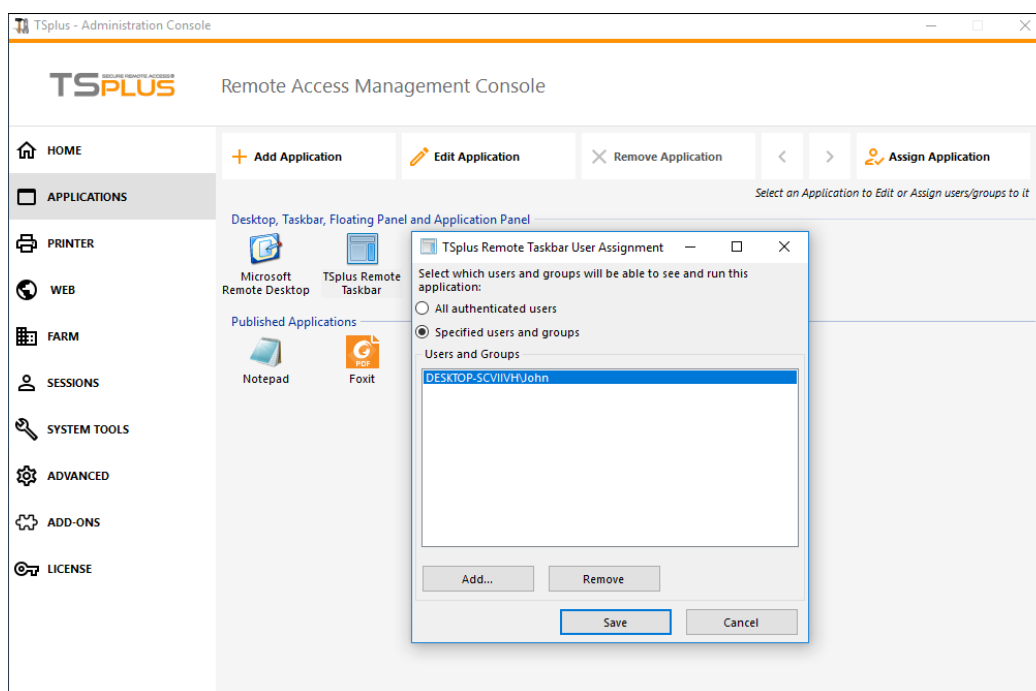 TSplus - Administration Console
TSPLUS
SECURE REMOTE ACCESS®
Remote Access Management Console
HOME
APPLICATIONS
PRINTER
WEB
FARM
SESSIONS
SYSTEM TOOLS
ADVANCED
ADD-ONS
LICENSE
Add Application
Edit Application
Remove Application
Assign Application
Select an Application to Edit or Assign users/groups to it
Desktop, Taskbar, Floating Panel and Application Panel
Microsoft
Remote Desktop
TSplus Remote
Taskbar
Published Applications
Notepad
PDF
Foxit
TSplus Remote Taskbar User Assignment
Select which users and groups will be able to see and run this
application:
All authenticated users
Specified users and groups
Users and Groups
DESKTOP-SCVIIVH\John
Add...
Remove
Save
Cancel